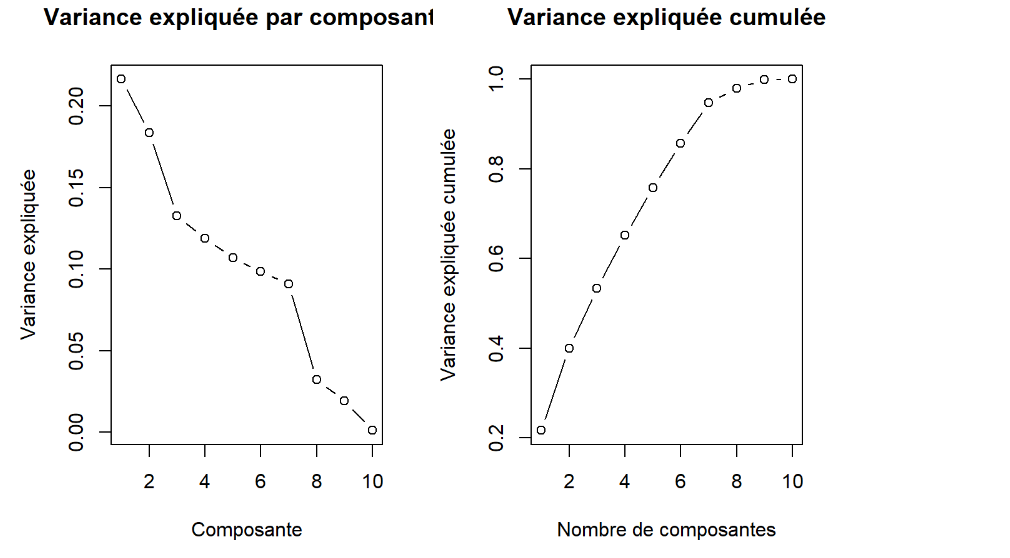 Variance expliquée par composant
Variance expliquée
0.00 0.05 0.10 0.15 0.20
2 4 6 8 10
Composante
Variance expliquée cumulée
Variance expliquée cumulée
0.2 0.4 0.6 0.8 1.0
2 4 6 8 10
Nombre de composantes